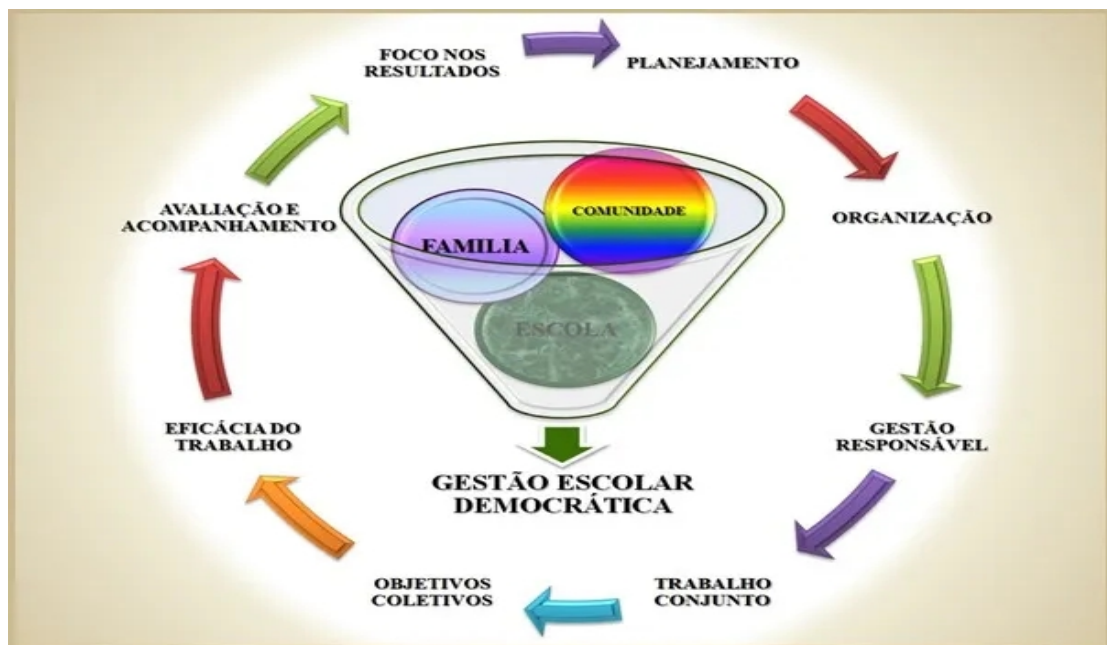 FOCO NOS
RESULTADOS
PLANEJAMENTO
ORGANIZAÇÃO
GESTÃO
RESPONSÁVEL
TRABALHO
CONJUNTO
OBJETIVOS
COLETIVOS
EFICÁCIA DO
TRABALHO
AVALIAÇÃO E
ACOMPANHAMENTO
FAMILIA
COMUNIDADE
ESCOLA
GESTÃO ESCOLAR
DEMOCRÁTICA